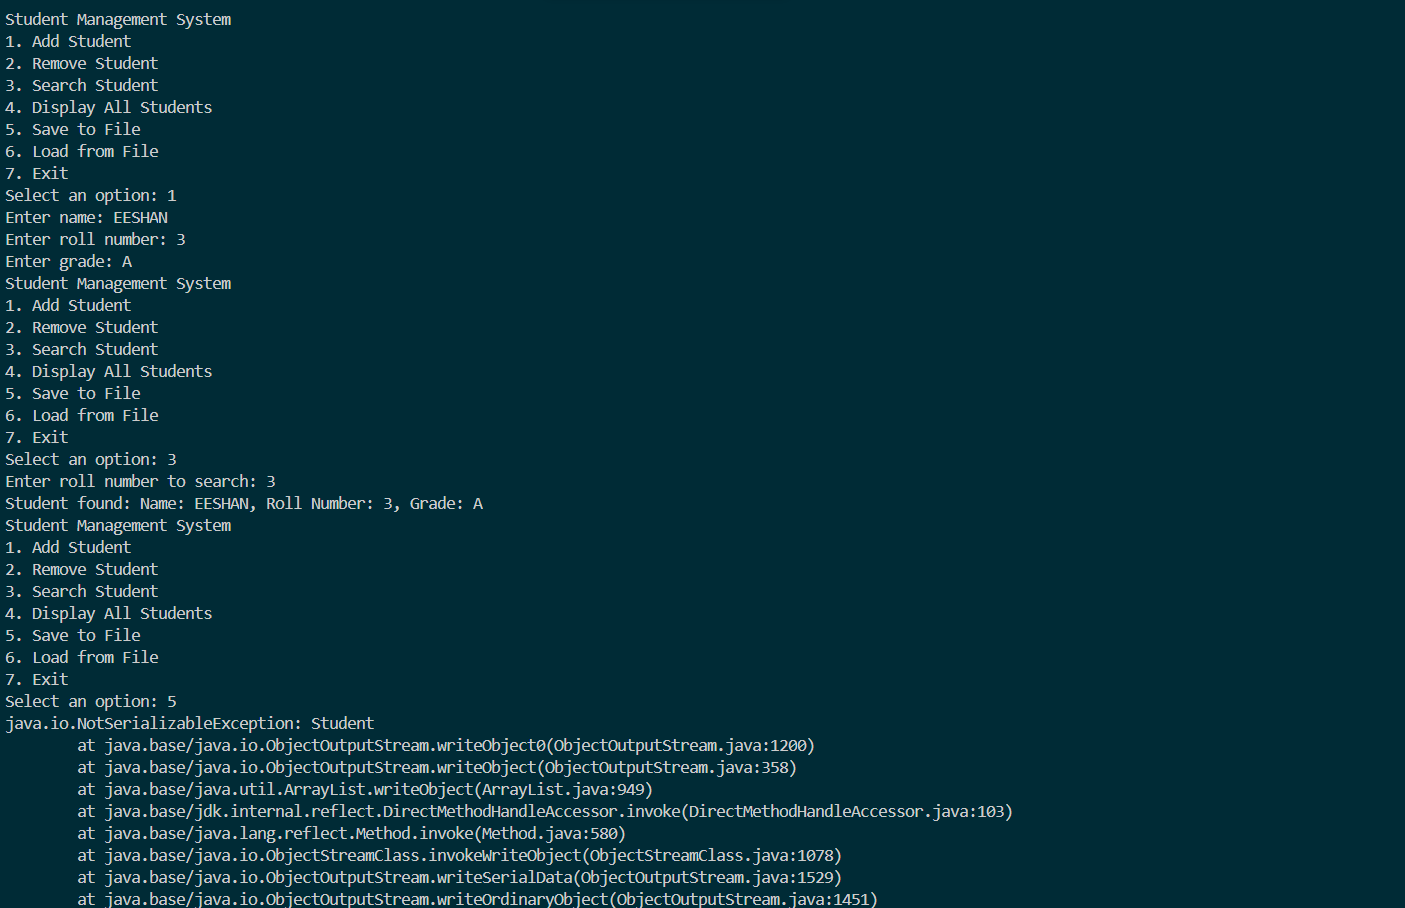 Student Management System
1. Add Student
2. Remove Student
3. Search Student
4. Display All Students
5. Save to File
6. Load from File
7. Exit
Select an option: 1
Enter name: EESHAN
Enter roll number: 3
Enter grade: A
Student Management System
1. Add Student
2. Remove Student
3. Search Student
4. Display All Students
5. Save to File
6. Load from File
7. Exit
Select an option: 3
Enter roll number to search: 3
Student found: Name: EESHAN, Roll Number: 3, Grade: A
Student Management System
1. Add Student
2. Remove Student
3. Search Student
4. Display All Students
5. Save to File
6. Load from File
7. Exit
Select an option: 5
java.io.NotSerializableException: Student
        at java.base/java.io.ObjectOutputStream.writeObject0(ObjectOutputStream.java:1200)
        at java.base/java.io.ObjectOutputStream.writeObject(ObjectOutputStream.java:358)
        at java.base/java.util.ArrayList.writeObject(ArrayList.java:949)
        at java.base/jdk.internal.reflect.DirectMethodHandleAccessor.invoke(DirectMethodHandleAccessor.java:103)
        at java.base/java.lang.reflect.Method.invoke(Method.java:580)
        at java.base/java.io.ObjectStreamClass.invokeWriteObject(ObjectStreamClass.java:1078)
        at java.base/java.io.ObjectOutputStream.writeSerialData(ObjectOutputStream.java:1529)
        at java.base/java.io.ObjectOutputStream.writeOrdinaryObject(ObjectOutputStream.java:1451)